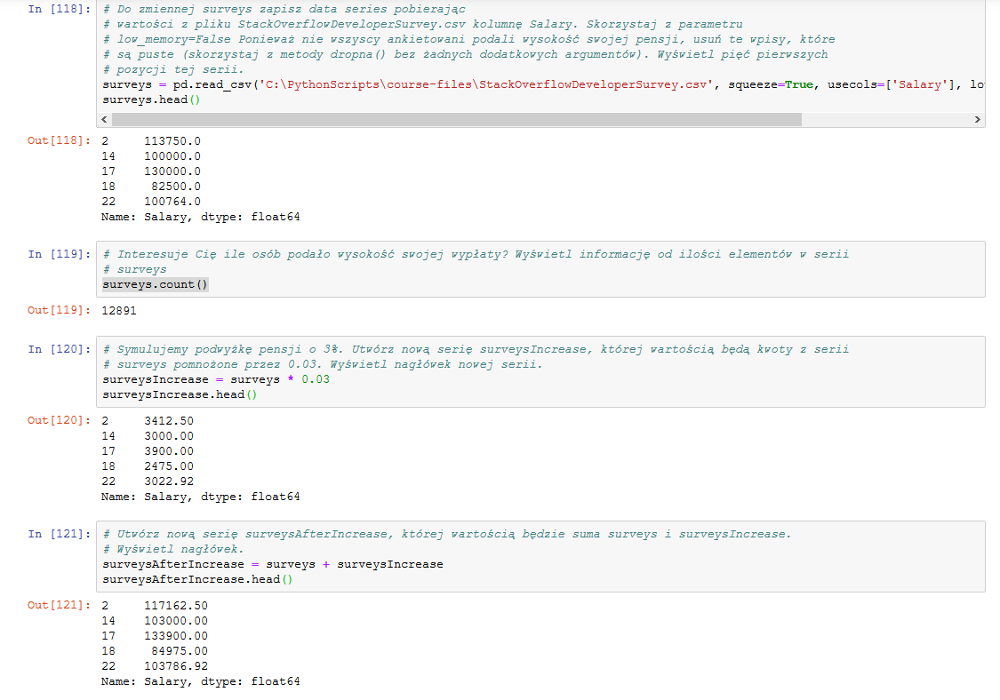 In [118]: # Do zmiennej surveys zapisz data series pobierając
# wartości z pliku StackOverflowDeveloperSurvey.csv kolumnę Salary. Skorzystaj z parametru
# low_memory=False Ponieważ nie wszyscy ankietowani podali wysokość swojej pensji, usuń te wpisy, które
# są puste (skorzystaj z metody dropna() bez żadnych dodatkowych argumentów). Wyświetl pięć pierwszych
# pozycji tej serii.
surveys = pd.read_csv('C:\PythonScripts\course-files\StackOverflowDeveloperSurvey.csv', squeeze=True, usecols=['Salary'], lo
surveys.head()
Out[118]: 2     113750.0
14    100000.0
17    130000.0
18     82500.0
22    100764.0
Name: Salary, dtype: float64
In [119]: # Interesuje Cię ile osób podało wysokość swojej wypłaty? Wyświetl informację od ilości elementów w serii
# surveys
surveys.count()
Out[119]: 12891
In [120]: # Symulujemy podwyżkę pensji o 3%. Utwórz nową serię surveysIncrease, której wartością będą kwoty z serii
# surveys pomnożone przez 0.03. Wyświetl nagłówek nowej serii.
surveysIncrease = surveys * 0.03
surveysIncrease.head()
Out[120]: 2     3412.50
14    3000.00
17    3900.00
18    2475.00
22    3022.92
Name: Salary, dtype: float64
In [121]: # Utwórz nową serię surveysAfterIncrease, której wartością będzie suma surveys i surveysIncrease.
# Wyświetl nagłówek.
surveysAfterIncrease = surveys + surveysIncrease
surveysAfterIncrease.head()
Out[121]: 2     117162.50
14    103000.00
17    133900.00
18     84975.00
22    103786.92
Name: Salary, dtype: float64